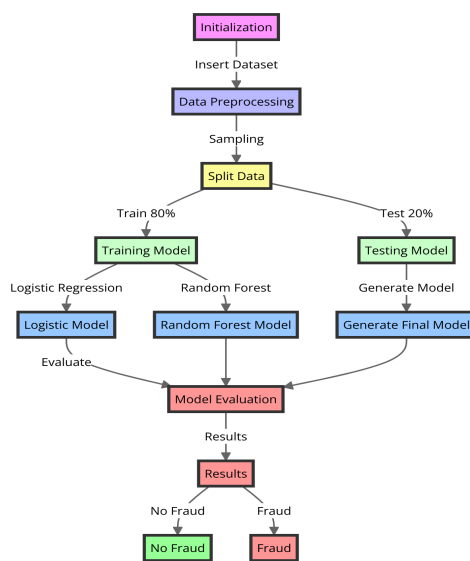 Initialization
Insert Dataset
Data Preprocessing
Sampling
Split Data
Train 80%
Test 20%
Training Model
Testing Model
Logistic Regression
Random Forest
Generate Model
Logistic Model
Random Forest Model
Generate Final Model
Evaluate
Model Evaluation
Results
Results
No Fraud
Fraud
No Fraud
Fraud